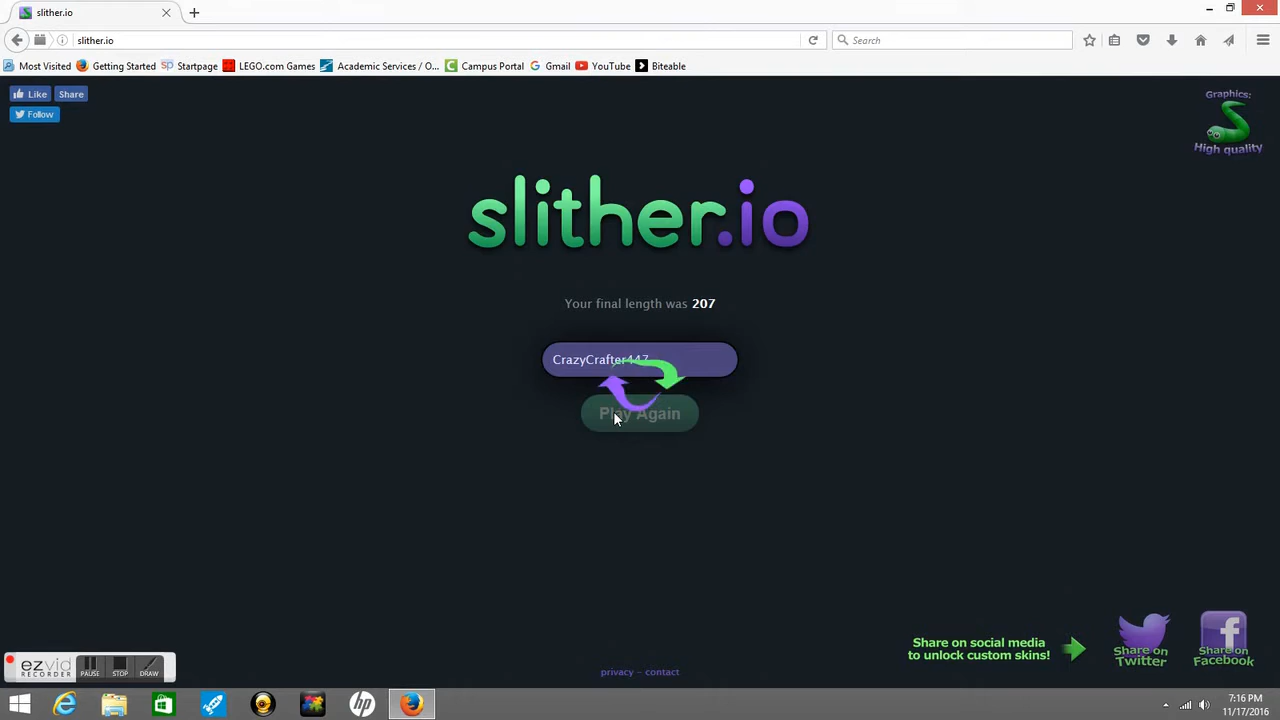 slither.io
slither.io
Search
Most Visited Getting Started Startpage LEGO.com Games Academic Services / O... Campus Portal Gmail YouTube Biteable
Like Share
Follow
Graphics:
High quality
slither.io
Your final length was 207
CrazyCrafter447
Play Again
Share on social media
to unlock custom skins!
Share on
Twitter
Share on
Facebook
ezvid
RECORDER
PAUSE STOP DRAW
privacy - contact
7:16 PM
11/17/2016